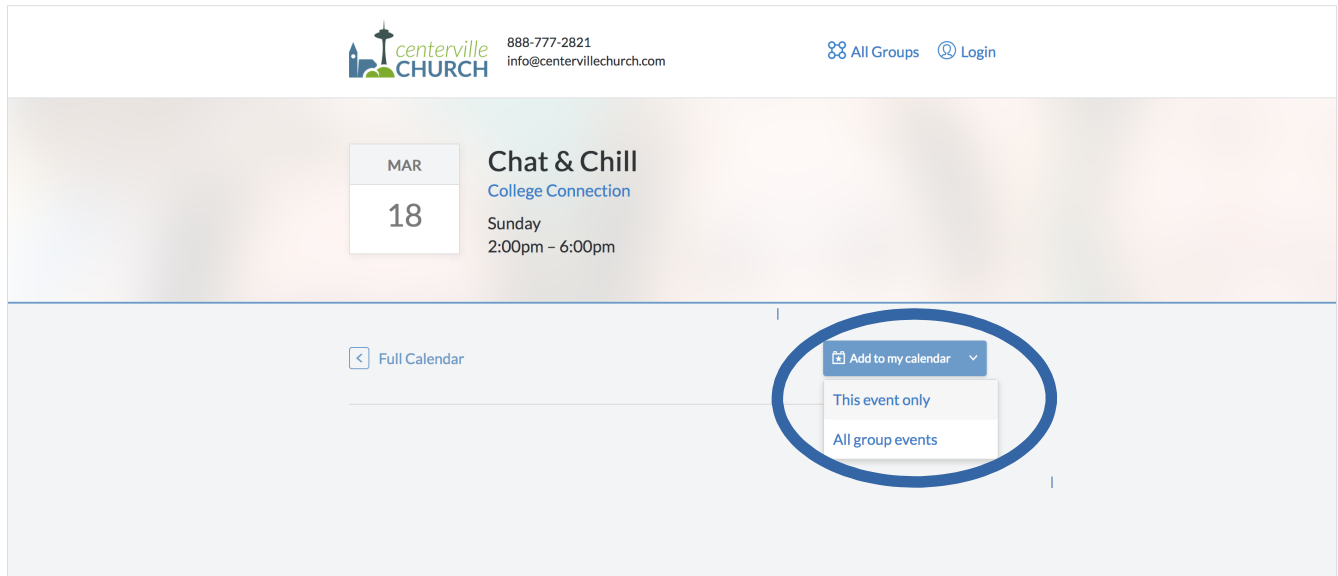 centerville
CHURCH
888-777-2821
info@centervillechurch.com
All Groups
Login
MAR
18
Chat & Chill
College Connection
Sunday
2:00pm – 6:00pm
Full Calendar
Add to my calendar
This event only
All group events